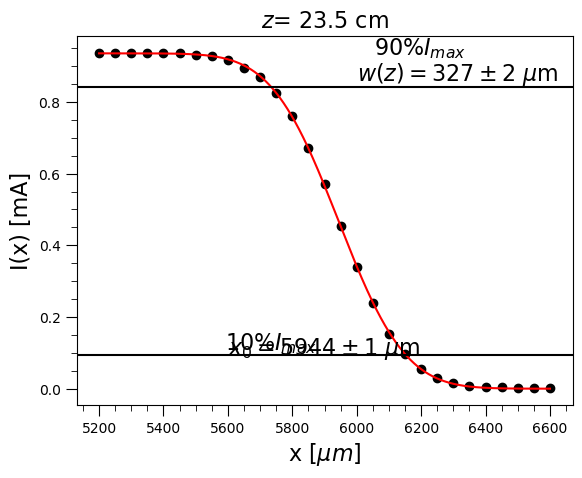 z= 23.5 cm
90%I_max
w(z) = 327 ± 2 μm
I(x) [mA]
0.8
0.6
0.4
0.2
0.0
10%I_max
x_0 = 5944 ± 1 μm
5200 5400 5600 5800 6000 6200 6400 6600
x [μm]